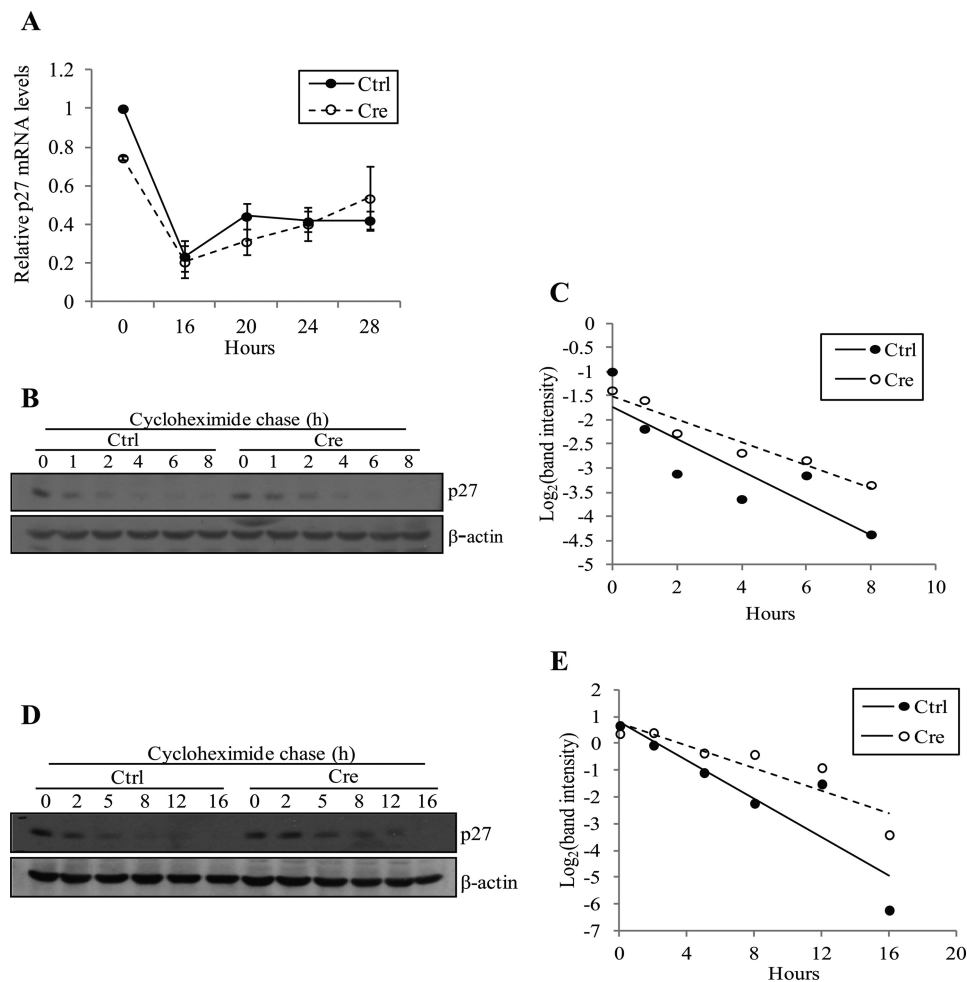 A
Relative p27 mRNA levels
1.2
1
0.8
0.6
0.4
0.2
0
0 16 20 24 28
Hours
Ctrl
Cre
B
Cycloheximide chase (h)
Ctrl Cre
0 1 2 4 6 8 0 1 2 4 6 8
p27
β-actin
C
Log₂(band intensity)
0
-0.5
-1
-1.5
-2
-2.5
-3
-3.5
-4
-4.5
-5
0 2 4 6 8 10
Hours
Ctrl
Cre
D
Cycloheximide chase (h)
Ctrl Cre
0 2 5 8 12 16 0 2 5 8 12 16
p27
β-actin
E
Log₂(band intensity)
2
1
0
-1
-2
-3
-4
-5
-6
-7
0 4 8 12 16 20
Hours
Ctrl
Cre